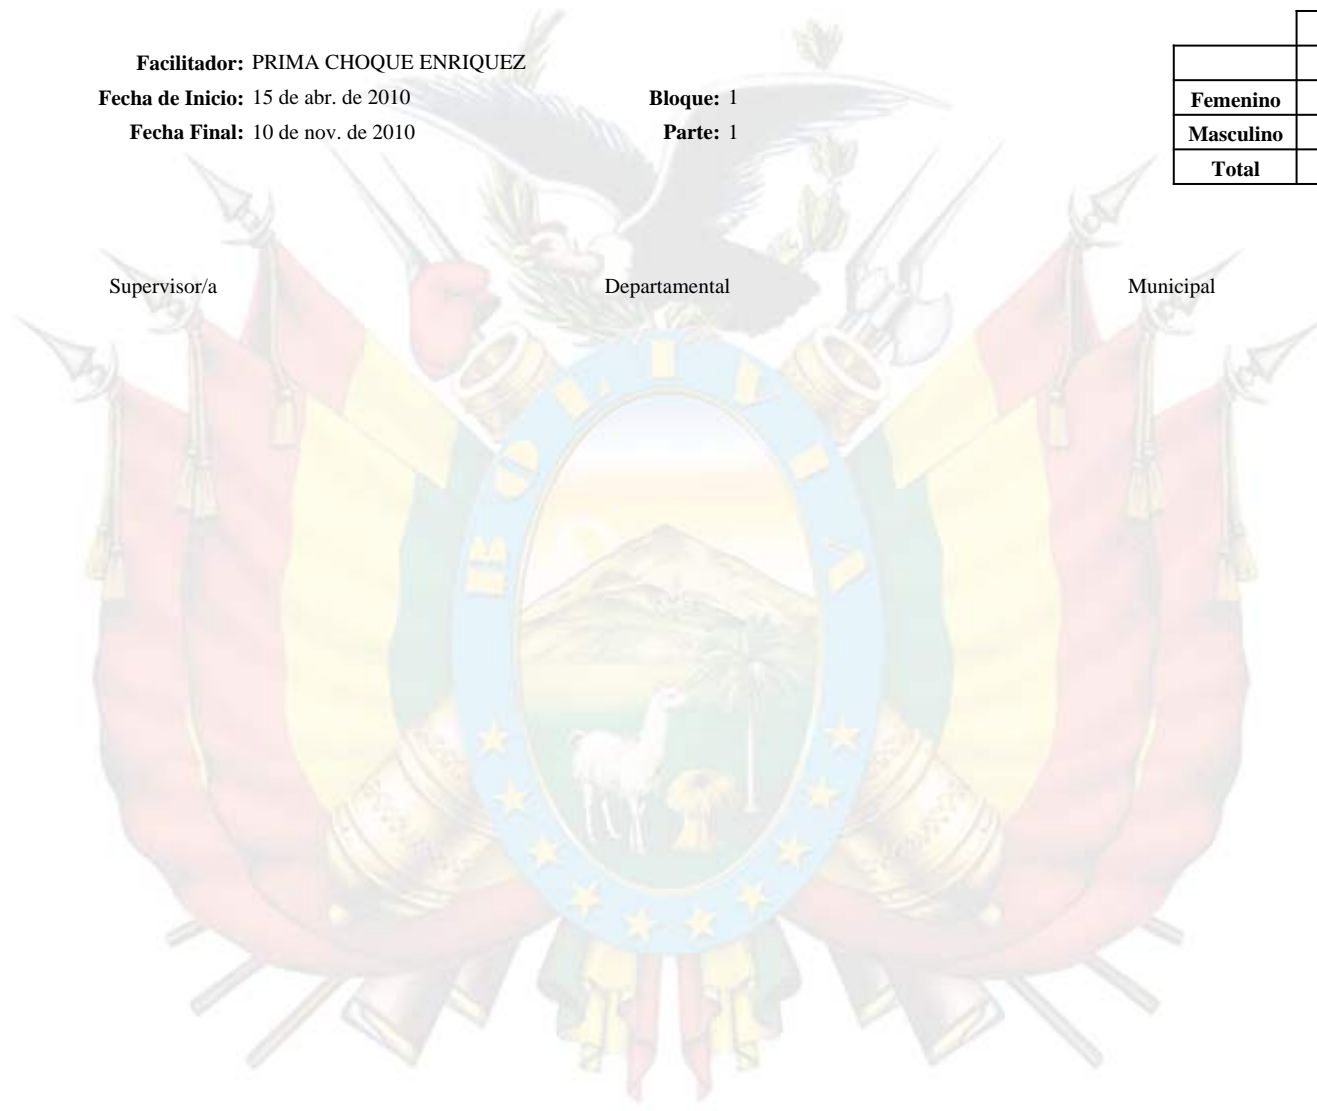 Facilitador: PRIMA CHOQUE ENRIQUEZ
Fecha de Inicio: 15 de abr. de 2010 Bloque: 1
Fecha Final: 10 de nov. de 2010 Parte: 1
Femenino
Masculino
Total
Supervisor/a Departamental Municipal
BOLIVIA